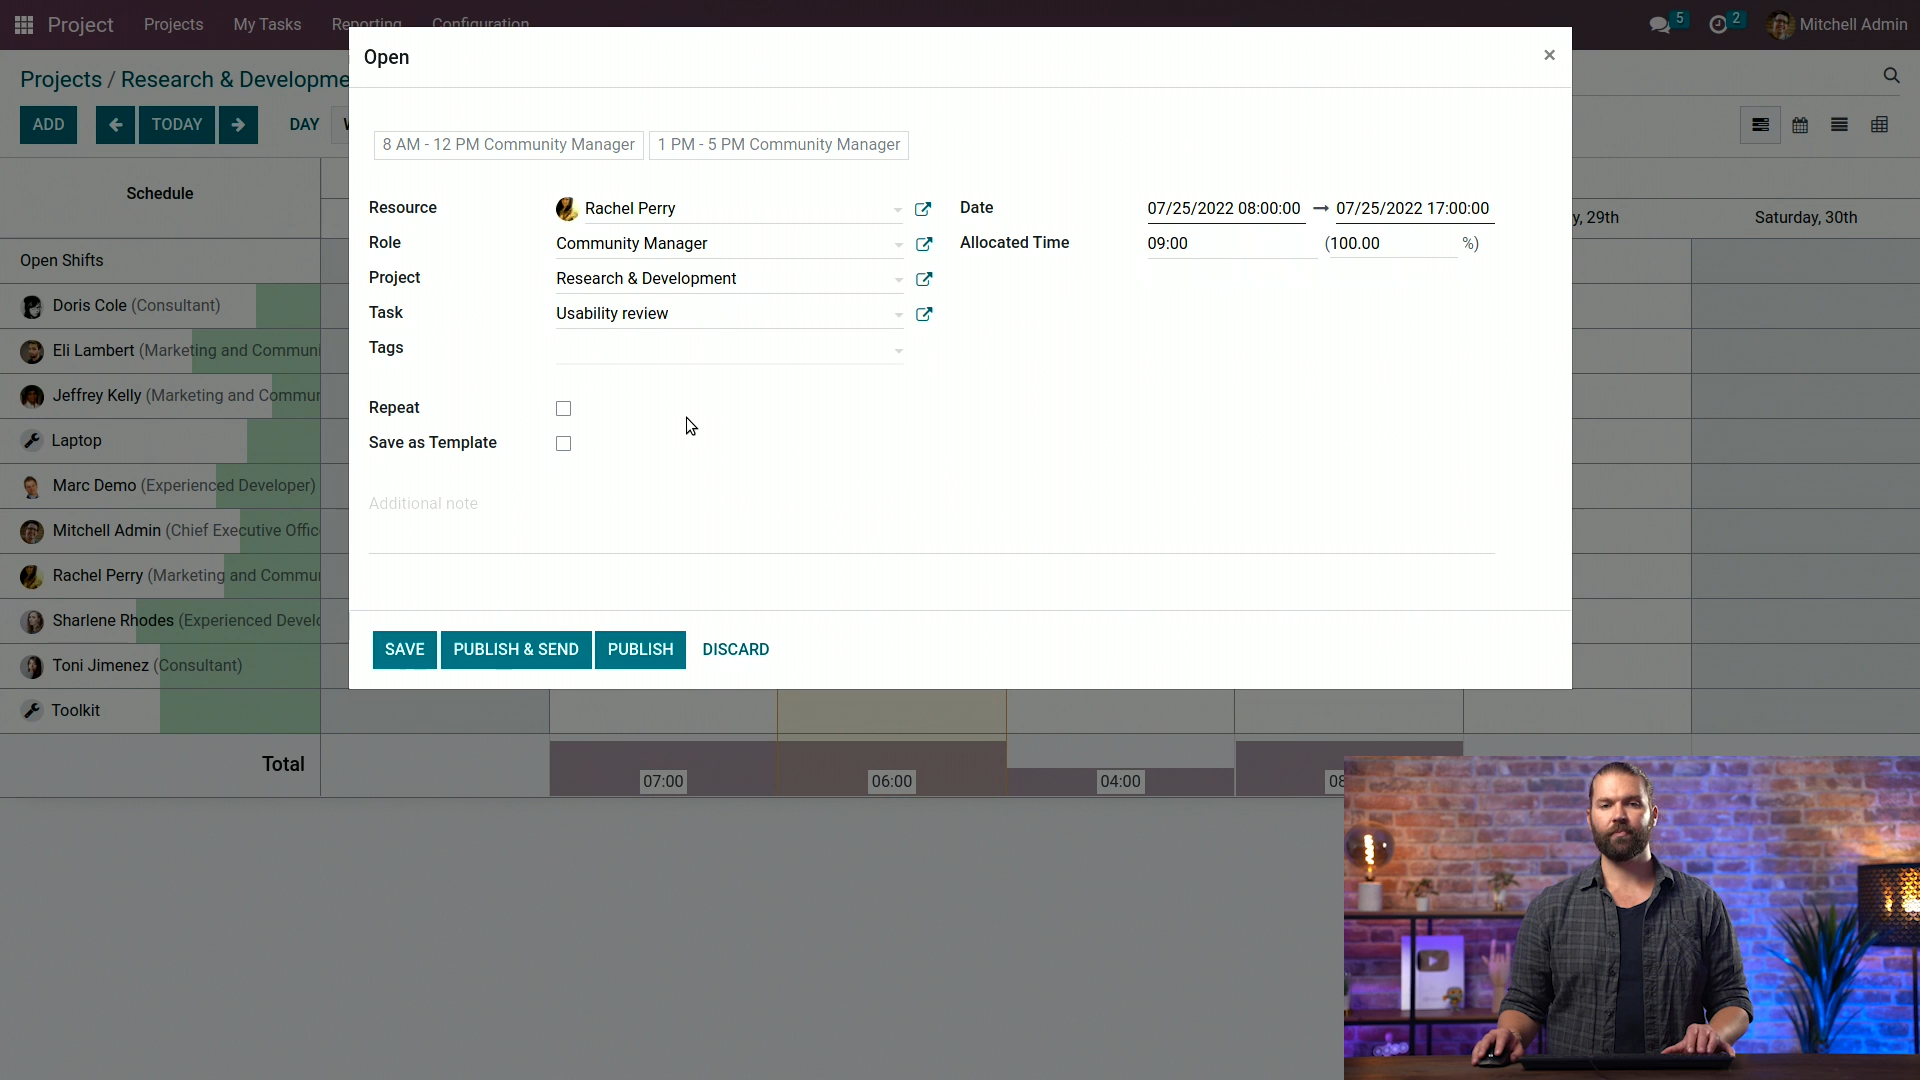 Project Projects My Tasks Reporting Configuration 5 2 Mitchell Admin
Open ×
Projects / Research & Developme
ADD TODAY DAY
8 AM - 12 PM Community Manager 1 PM - 5 PM Community Manager
Schedule
Resource Rachel Perry Date 07/25/2022 08:00:00 → 07/25/2022 17:00:00
y, 29th Saturday, 30th
Role Community Manager Allocated Time 09:00 (100.00 %)
Open Shifts
Project Research & Development
Doris Cole (Consultant)
Task Usability review
Eli Lambert (Marketing and Communi
Tags
Jeffrey Kelly (Marketing and Commur
Repeat
Laptop
Save as Template
Marc Demo (Experienced Developer)
Additional note
Mitchell Admin (Chief Executive Offic
Rachel Perry (Marketing and Commu
Sharlene Rhodes (Experienced Develo
SAVE PUBLISH & SEND PUBLISH DISCARD
Toni Jimenez (Consultant)
Toolkit
Total
07:00 06:00 04:00 08